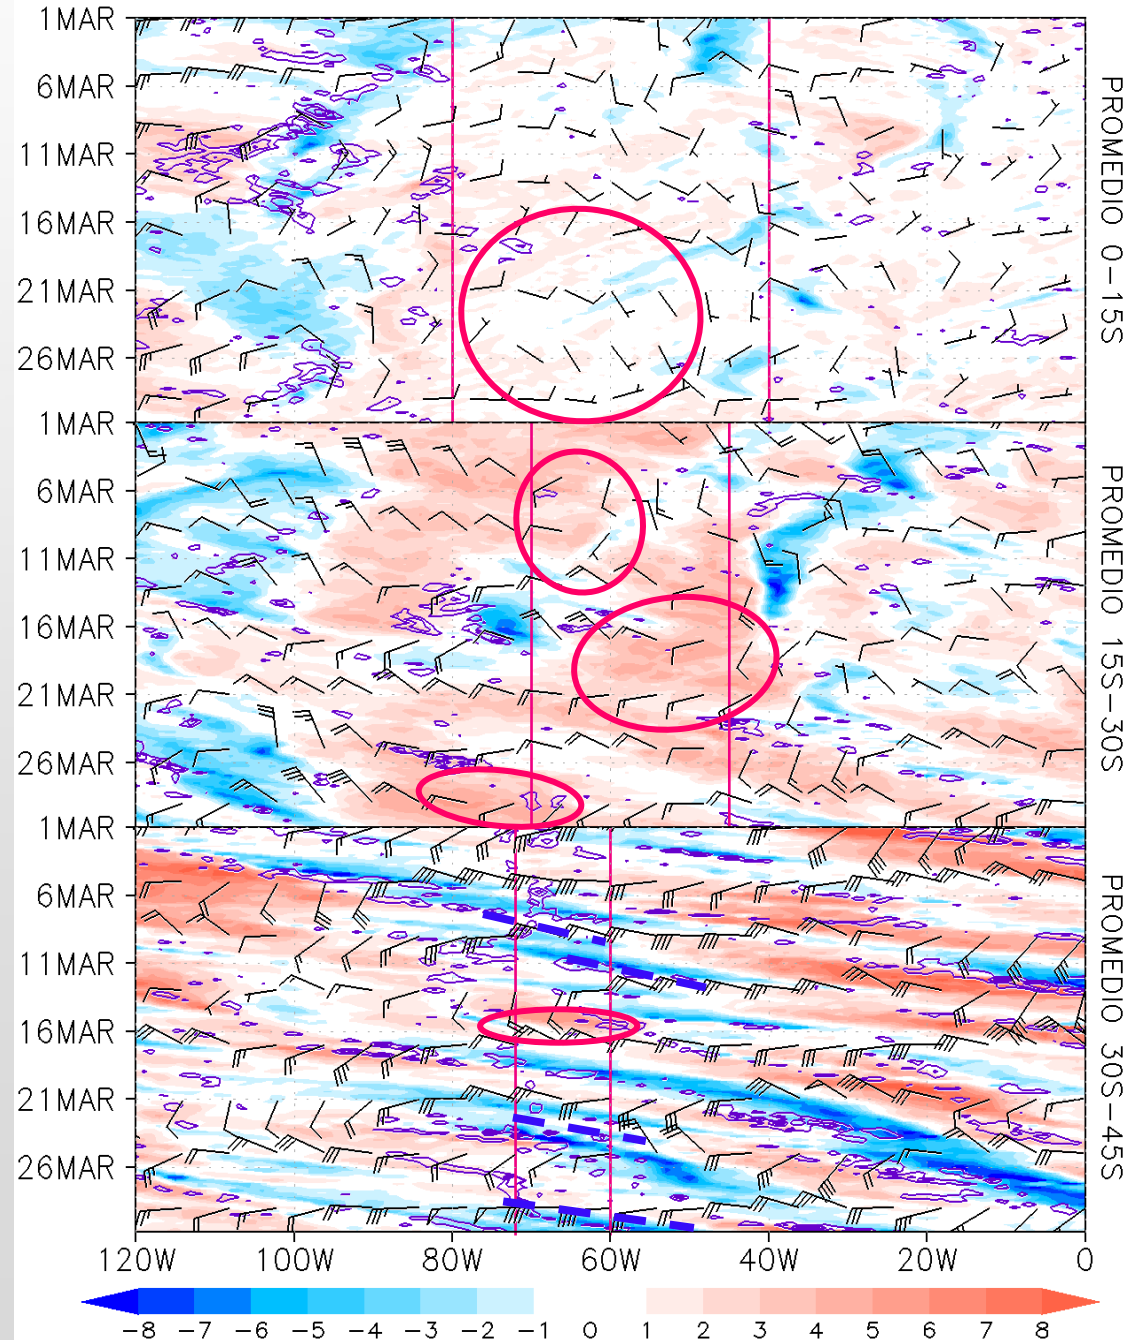 1MAR
6MAR
11MAR
16MAR
21MAR
26MAR
PROMEDIO 0-15S
1MAR
6MAR
11MAR
16MAR
21MAR
26MAR
PROMEDIO 15S-30S
1MAR
6MAR
11MAR
16MAR
21MAR
26MAR
PROMEDIO 30S-45S
120W 100W 80W 60W 40W 20W 0
-8 -7 -6 -5 -4 -3 -2 -1 0 1 2 3 4 5 6 7 8